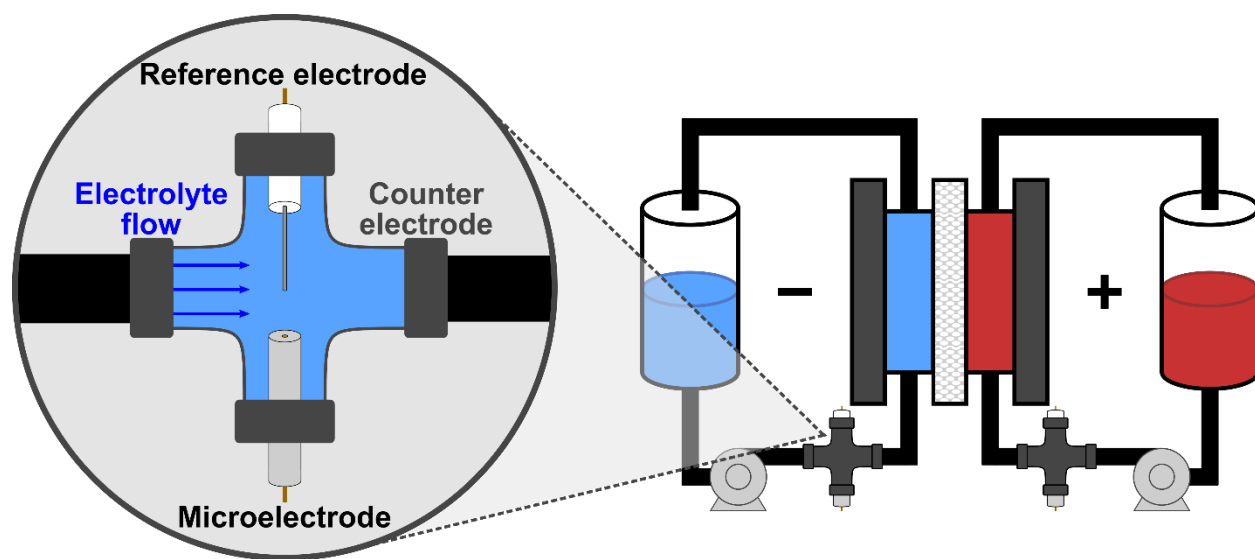 Reference electrode
Electrolyte
flow
Counter
electrode
Microelectrode
−
+